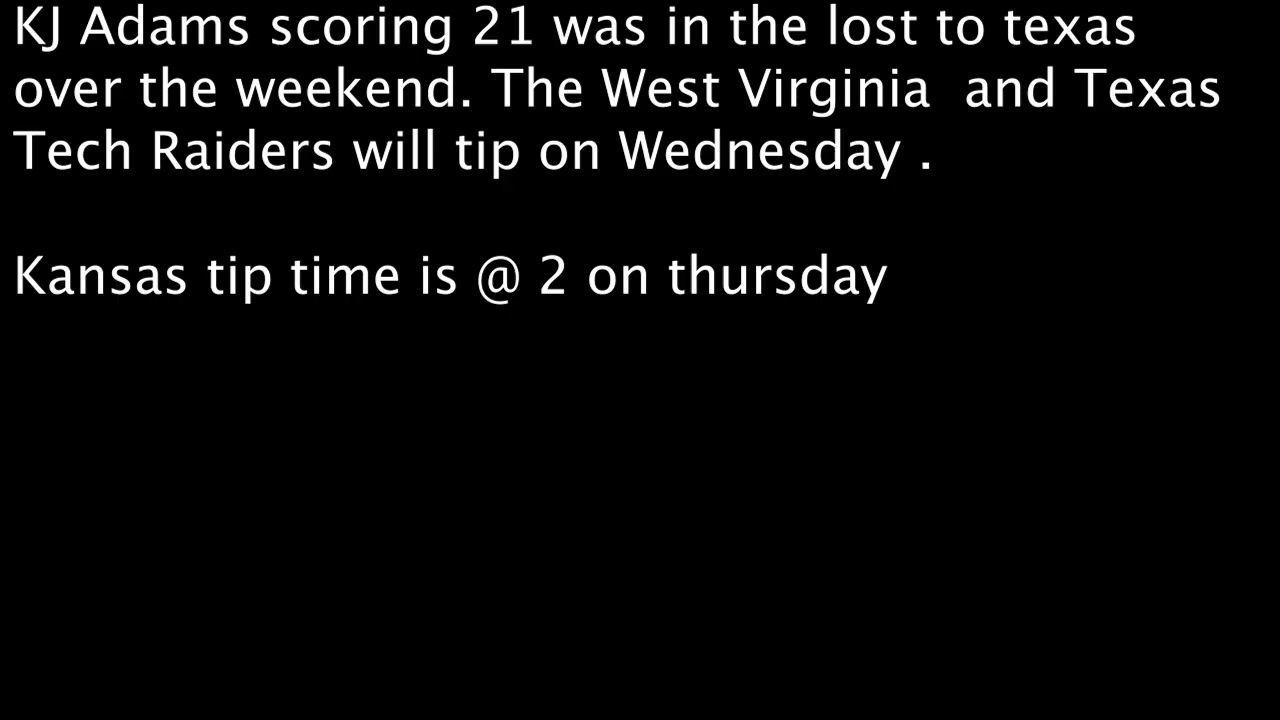 KJ Adams scoring 21 was in the lost to texas
over the weekend. The West Virginia  and Texas
Tech Raiders will tip on Wednesday .
Kansas tip time is @ 2 on thursday